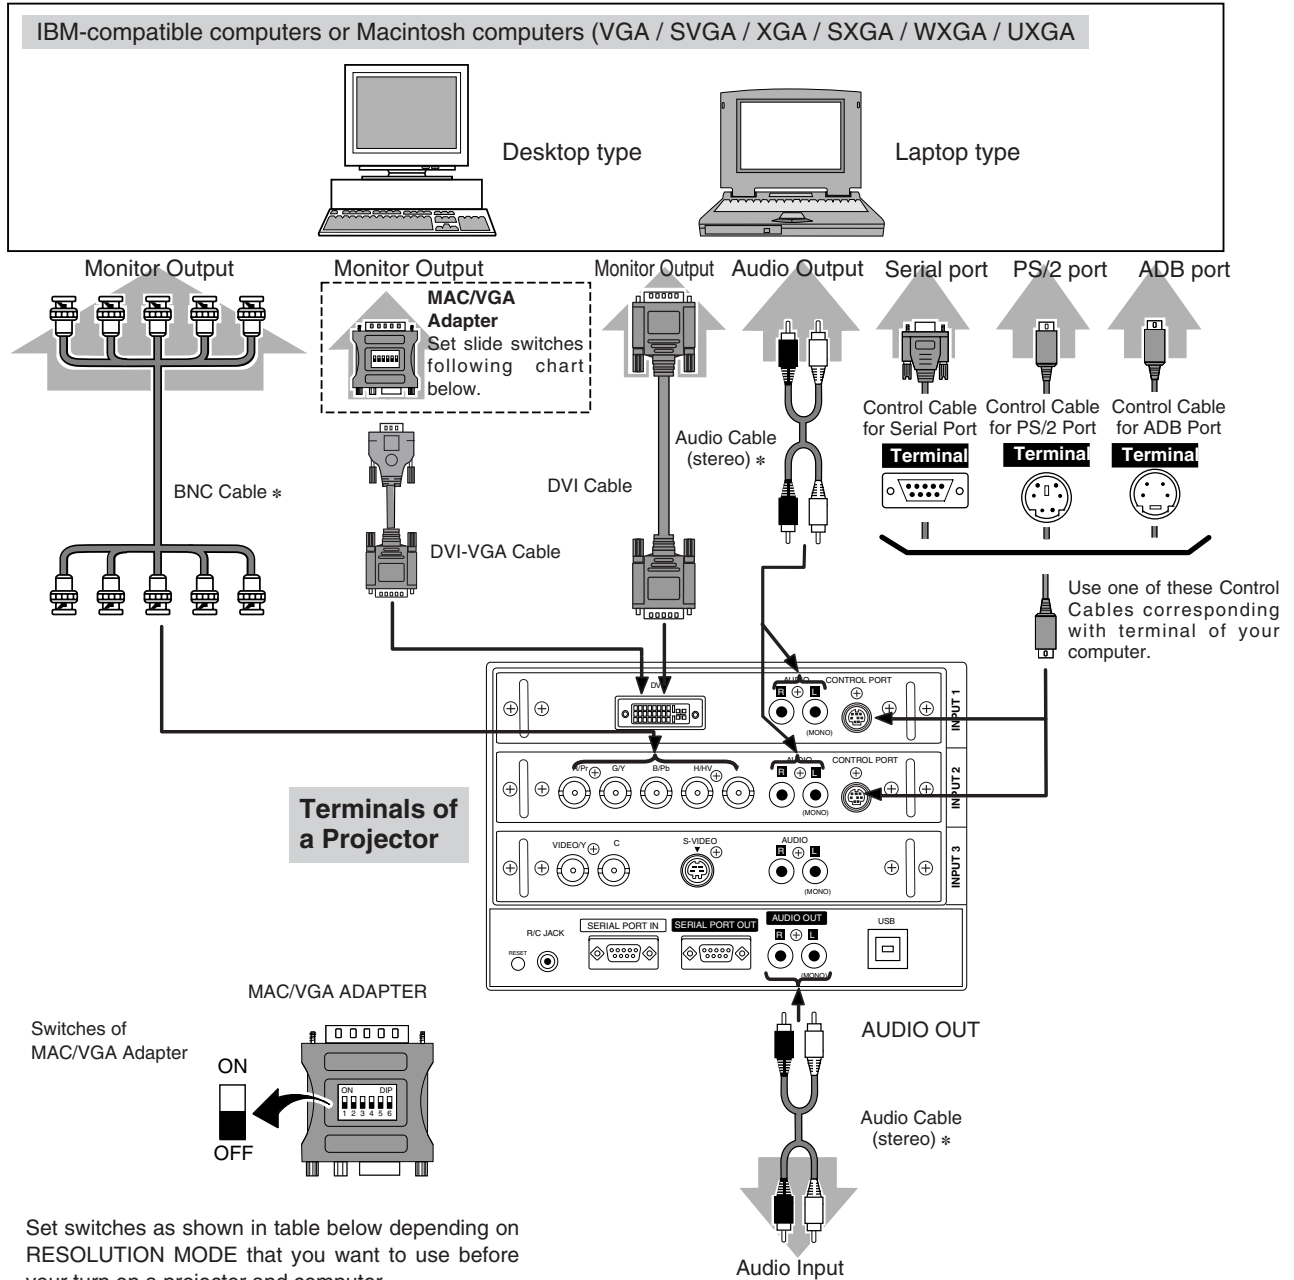 IBM-compatible computers or Macintosh computers (VGA / SVGA / XGA / SXGA / WXGA / UXGA
Desktop type
Laptop type
Monitor Output
Monitor Output
Monitor Output
Audio Output
Serial port
PS/2 port
ADB port
MAC/VGA
Adapter
Set slide switches
following chart
below.
Control Cable
for Serial Port
Control Cable
for PS/2 Port
Control Cable
for ADB Port
Terminal
Terminal
Terminal
Audio Cable
(stereo) *
BNC Cable *
DVI Cable
DVI-VGA Cable
Use one of these Control
Cables corresponding
with terminal of your
computer.
AUDIO
R L
(MONO)
CONTROL PORT
INPUT 1
G/Y
B/Pb
H/HV
AUDIO
R L
(MONO)
CONTROL PORT
INPUT 2
Terminals of
a Projector
VIDEO/Y
C
S-VIDEO
AUDIO
R L
(MONO)
INPUT 3
R/C JACK
RESET
SERIAL PORT IN
SERIAL PORT OUT
AUDIO OUT
R L
(MONO)
USB
MAC/VGA ADAPTER
Switches of
MAC/VGA Adapter
ON
OFF
ON DIP
1 2 3 4 5 6
AUDIO OUT
Audio Cable
(stereo) *
Audio Input
Set switches as shown in table below depending on
RESOLUTION MODE that you want to use before
your turn on a projector and computer